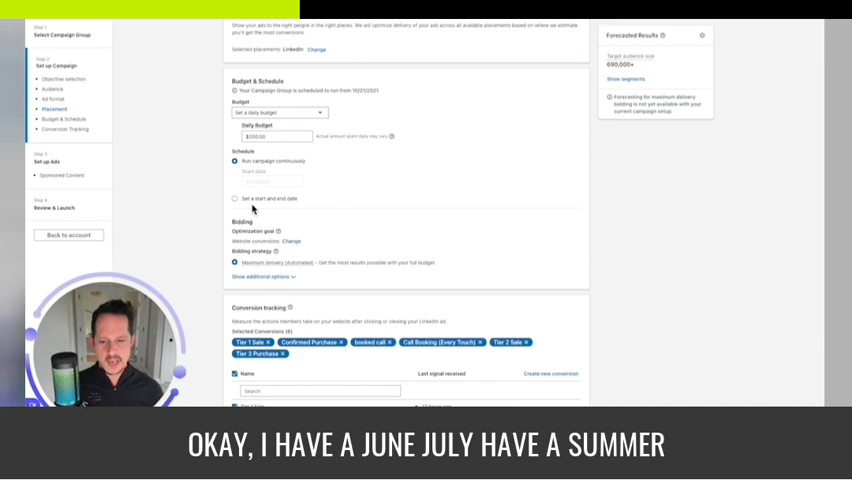 Step 1
Select Campaign Group
Step 2
Set up Campaign
Objective selection
Audience
Ad format
Placement
Budget & Schedule
Conversion Tracking
Step 3
Set up Ads
Sponsored Content
Step 4
Review & Launch
Back to account
Show your ads to the right people in the right places. We will optimize delivery of your ads across all available placements based on where we estimate
you'll get the most conversions.
Selected placements: LinkedIn Change
Budget & Schedule
Your Campaign Group is scheduled to run from 10/21/2021
Budget
Set a daily budget
Daily Budget
$250.00 Actual amount spent daily may vary
Schedule
Run campaign continuously
Start date
Set a start and end date
Bidding
Optimization goal
Website conversions Change
Bidding strategy
Maximum delivery (Automated) - Get the most results possible with your full budget
Show additional options
Conversion tracking
Measure the actions members take on your website after clicking or viewing your LinkedIn ad.
Selected Conversions (6)
Tier 1 Sale × Confirmed Purchase × booked call × Call Booking (Every Touch) × Tier 2 Sale ×
Tier 3 Purchase ×
Name Last signal received Create new conversion
Search
Forecasted Results
Target audience size
690,000+
Show segments
Forecasting for maximum delivery
bidding is not yet available with your
current campaign setup.
OKAY, I HAVE A JUNE JULY HAVE A SUMMER